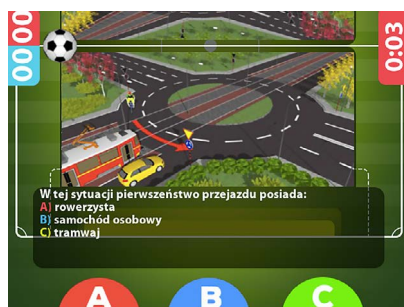 00 00
0:03
W tej sytuacji pierwszeństwo przejazdu posiada:
A) rowerzysta
B) samochód osobowy
C) tramwaj
A B C